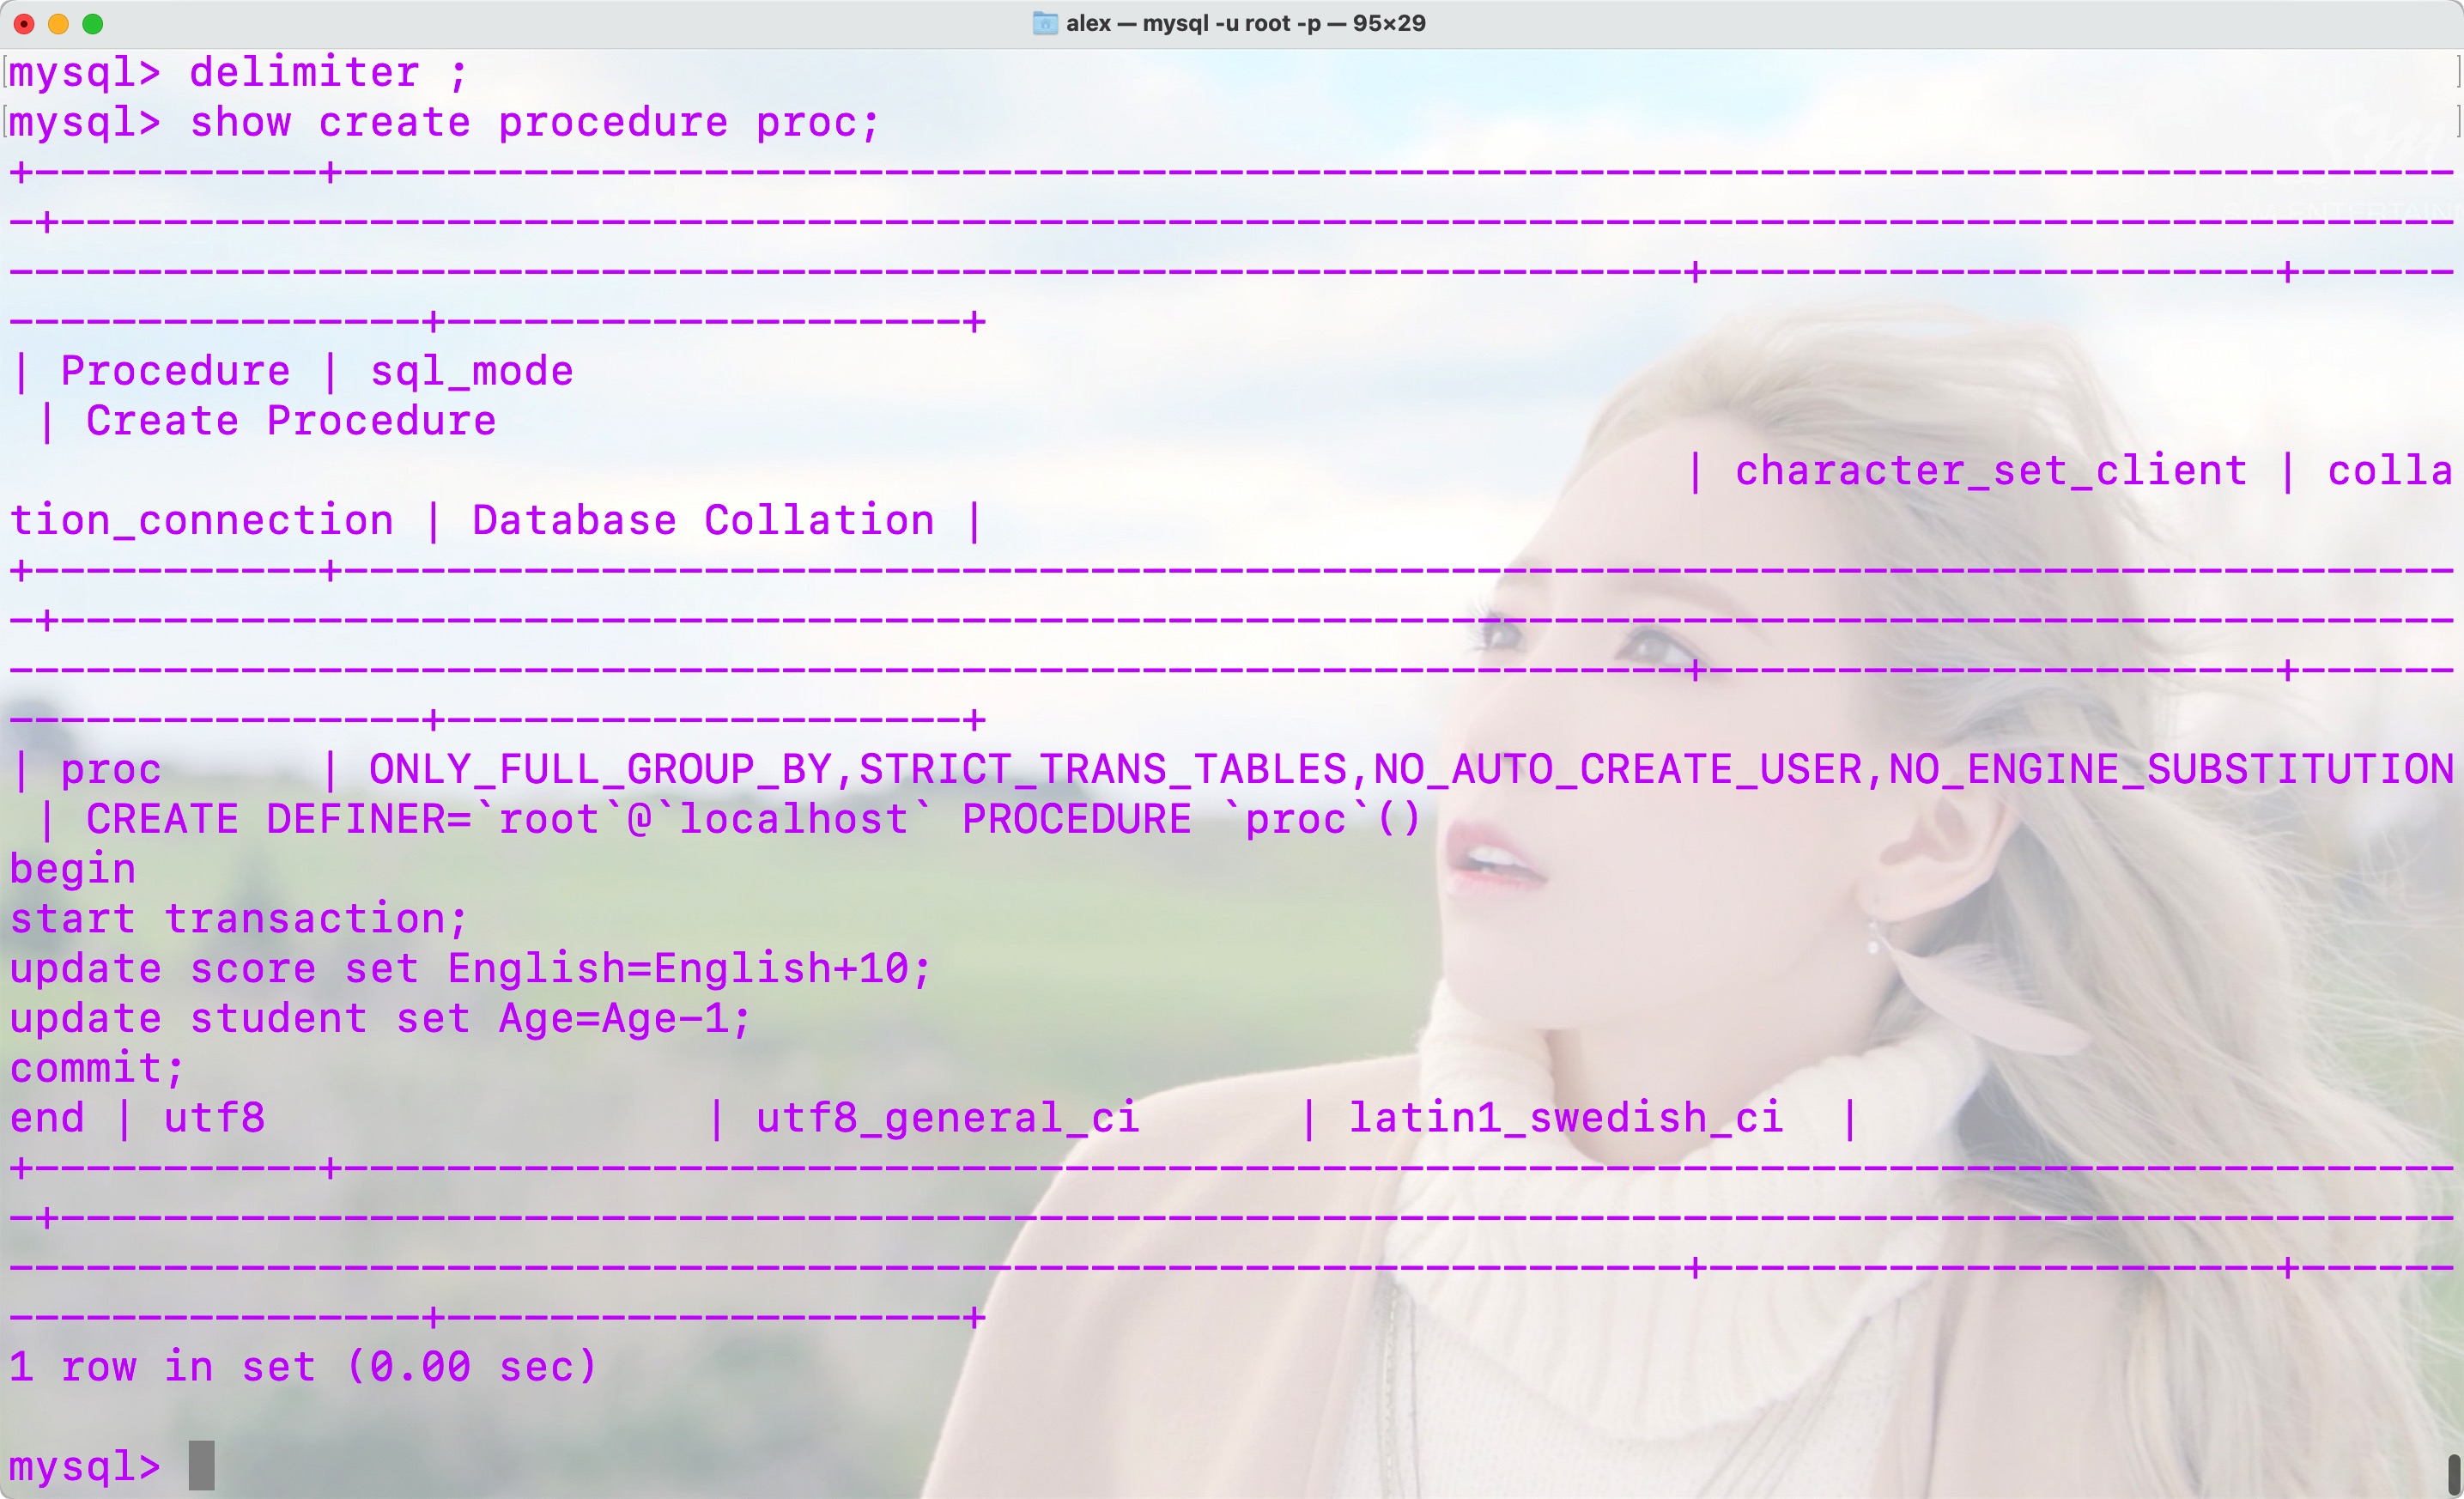 alex — mysql -u root -p — 95×29
mysql> delimiter ;
mysql> show create procedure proc;
+-----------+----------------------------------------------------------------------------------
-+---------------------------------------------------------------------------------------------
-----------------------------------------------------------------+----------------------+------
----------------+--------------------+
| Procedure | sql_mode
 | Create Procedure
                                                                 | character_set_client | colla
tion_connection | Database Collation |
+-----------+----------------------------------------------------------------------------------
-+---------------------------------------------------------------------------------------------
-----------------------------------------------------------------+----------------------+------
----------------+--------------------+
| proc      | ONLY_FULL_GROUP_BY,STRICT_TRANS_TABLES,NO_AUTO_CREATE_USER,NO_ENGINE_SUBSTITUTION
 | CREATE DEFINER=`root`@`localhost` PROCEDURE `proc`()
begin
start transaction;
update score set English=English+10;
update student set Age=Age-1;
commit;
end | utf8                 | utf8_general_ci      | latin1_swedish_ci  |
+-----------+----------------------------------------------------------------------------------
-+---------------------------------------------------------------------------------------------
-----------------------------------------------------------------+----------------------+------
----------------+--------------------+
1 row in set (0.00 sec)
mysql>